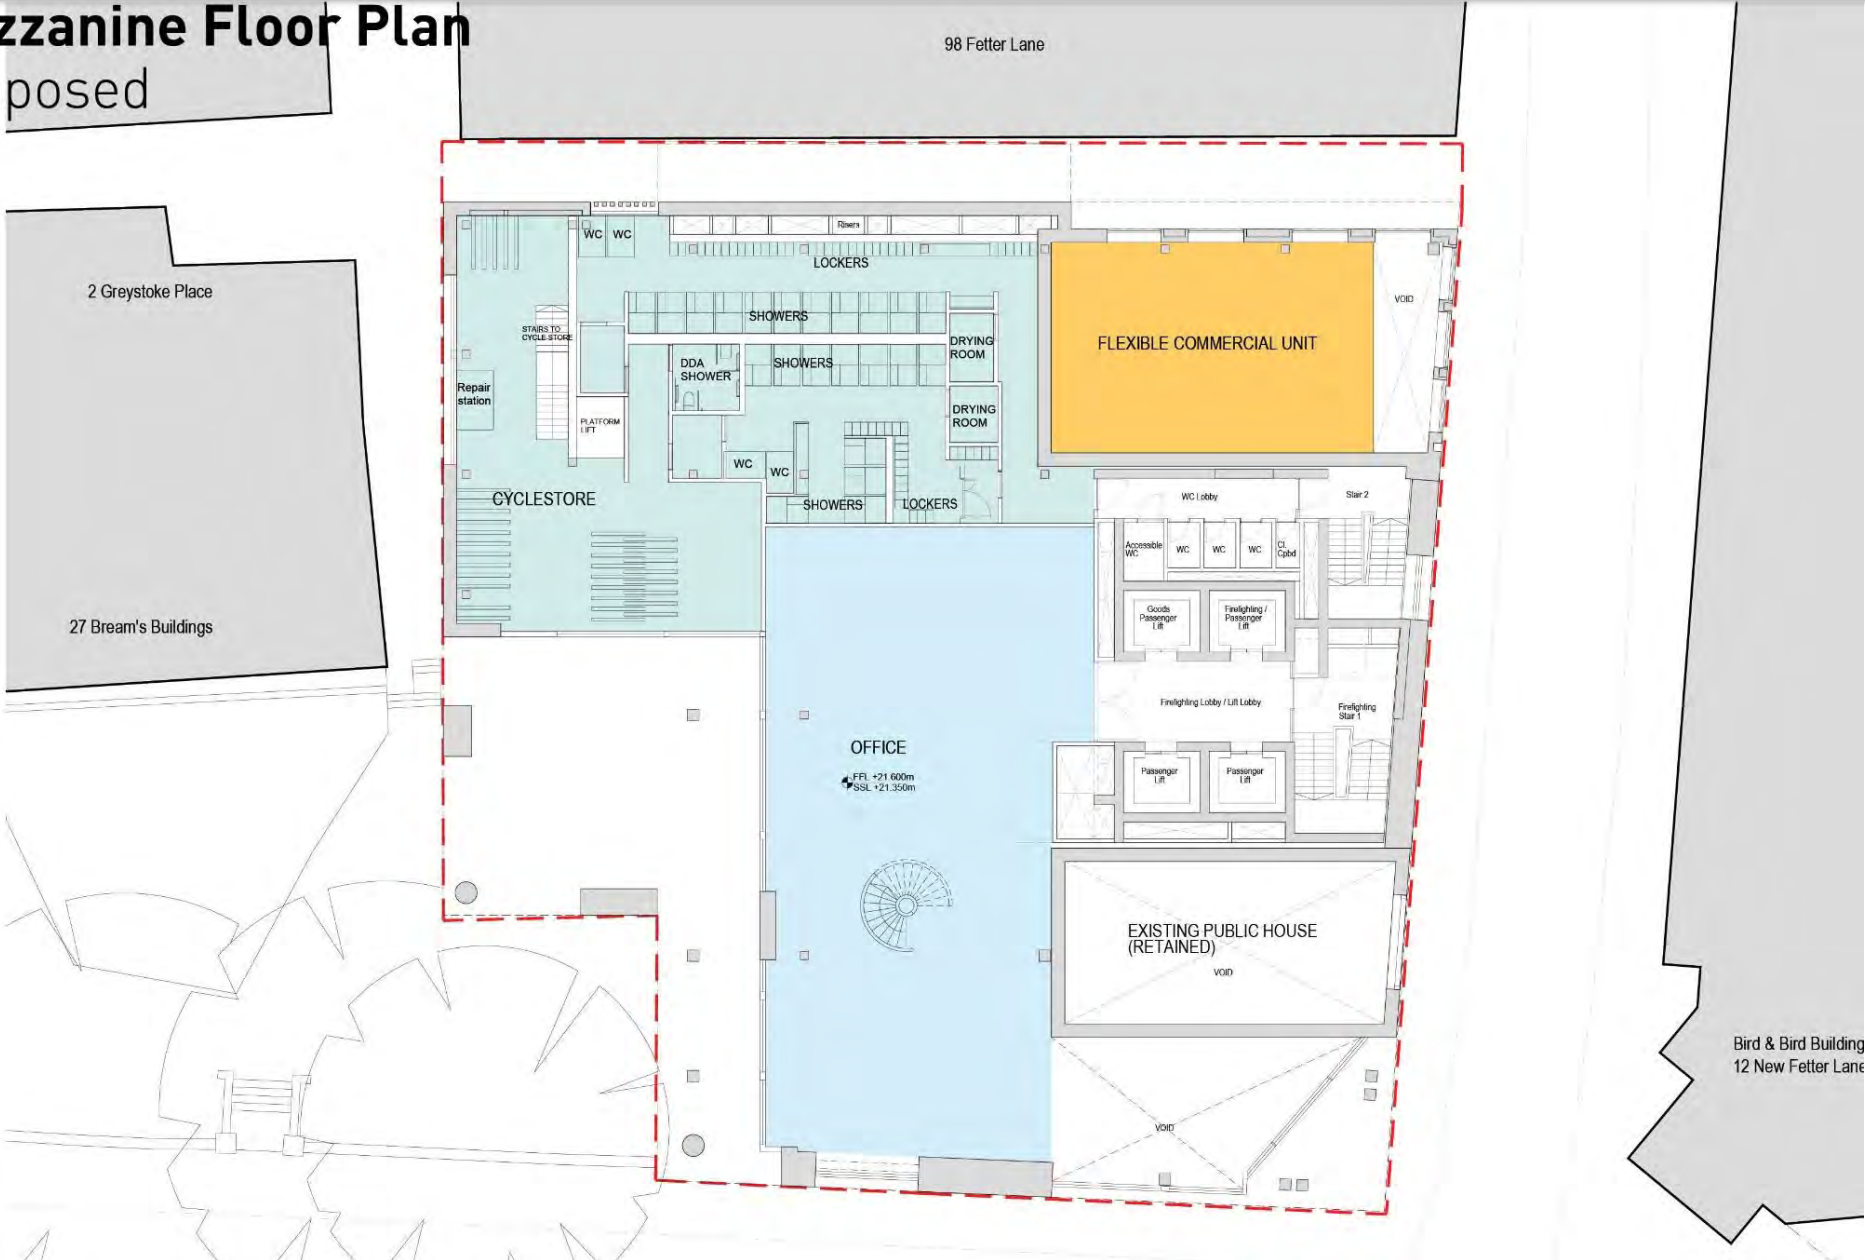 zzanine Floor Plan
posed
98 Fetter Lane
2 Greystoke Place
27 Bream's Buildings
WC
WC
Risers
LOCKERS
SHOWERS
STAIRS TO
CYCLE STORE
DDA
SHOWER
SHOWERS
DRYING
ROOM
DRYING
ROOM
Repair
station
PLATFORM
LIFT
WC
WC
CYCLESTORE
SHOWERS
LOCKERS
FLEXIBLE COMMERCIAL UNIT
VOID
WC Lobby
Stair 2
Accessible
WC
WC
WC
WC
Cl.
Cpbd
Goods
Passenger
Lift
Firefighting /
Passenger
Lift
Firefighting Lobby / Lift Lobby
Firefighting
Stair 1
Passenger
Lift
Passenger
Lift
OFFICE
FFL +21.600m
SSL +21.350m
EXISTING PUBLIC HOUSE
(RETAINED)
VOID
VOID
Bird & Bird Building
12 New Fetter Lane